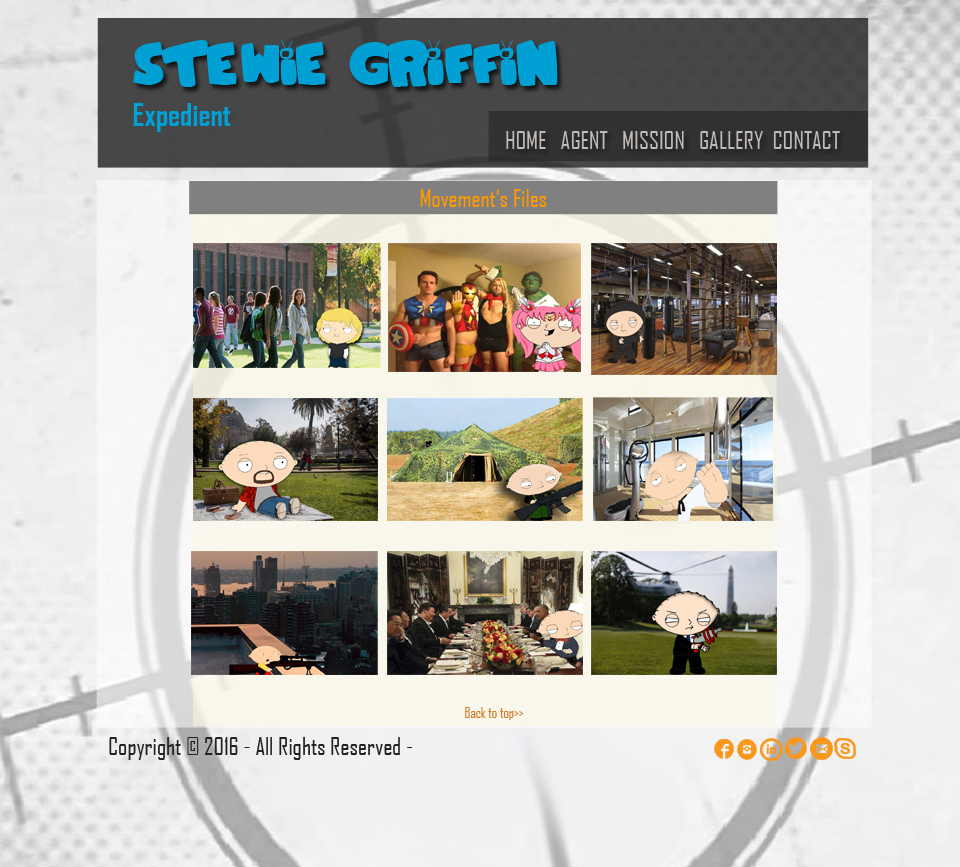 STEWIE GRIFFIN
Expedient
HOME AGENT MISSION GALLERY CONTACT
Movement's Files
Back to top>>
Copyright © 2016 - All Rights Reserved -